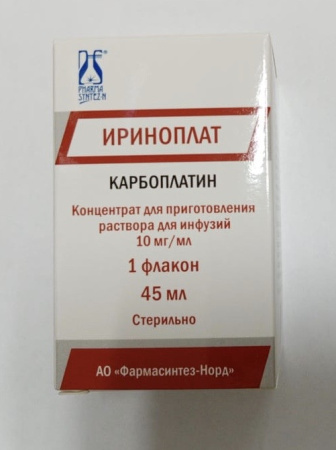 PHARMA
SYNTEZ-N
ИРИНОПЛАТ
КАРБОПЛАТИН
Концентрат для приготовления
раствора для инфузий
10 мг/мл
1 флакон
45 мл
Стерильно
АО «Фармасинтез-Норд»